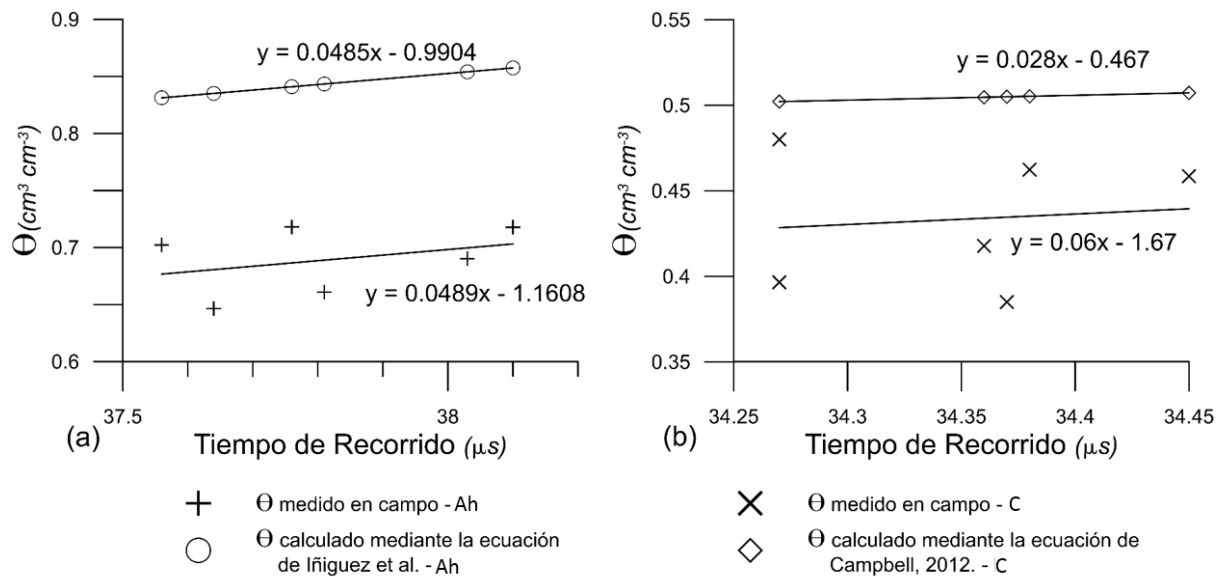 0.9
0.8
0.7
0.6
Θ (cm³ cm⁻³)
y = 0.0485x - 0.9904
y = 0.0489x - 1.1608
37.5
38
(a)
Tiempo de Recorrido (μs)
0.55
0.5
0.45
0.4
0.35
Θ (cm³ cm⁻³)
y = 0.028x - 0.467
y = 0.06x - 1.67
34.25
34.3
34.35
34.4
34.45
(b)
Tiempo de Recorrido (μs)
Θ medido en campo - Ah
Θ calculado mediante la ecuación
de Iñiguez et al. - Ah
Θ medido en campo - C
Θ calculado mediante la ecuación de
Campbell, 2012. - C